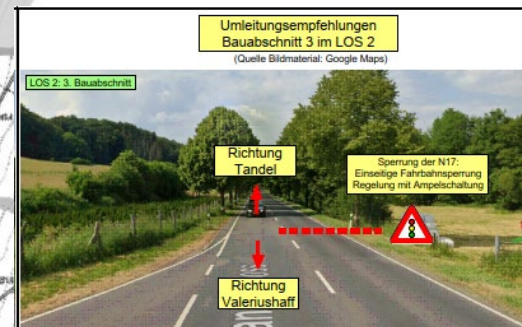 Umleitungsempfehlungen
Bauabschnitt 3 im LOS 2
(Quelle Bildmaterial: Google Maps)
LOS 2: 3. Bauabschnitt
Richtung
Tandel
Sperrung der N17:
Einseitige Fahrbahnsperrung
Regelung mit Ampelschaltung
Richtung
Valeriushaff